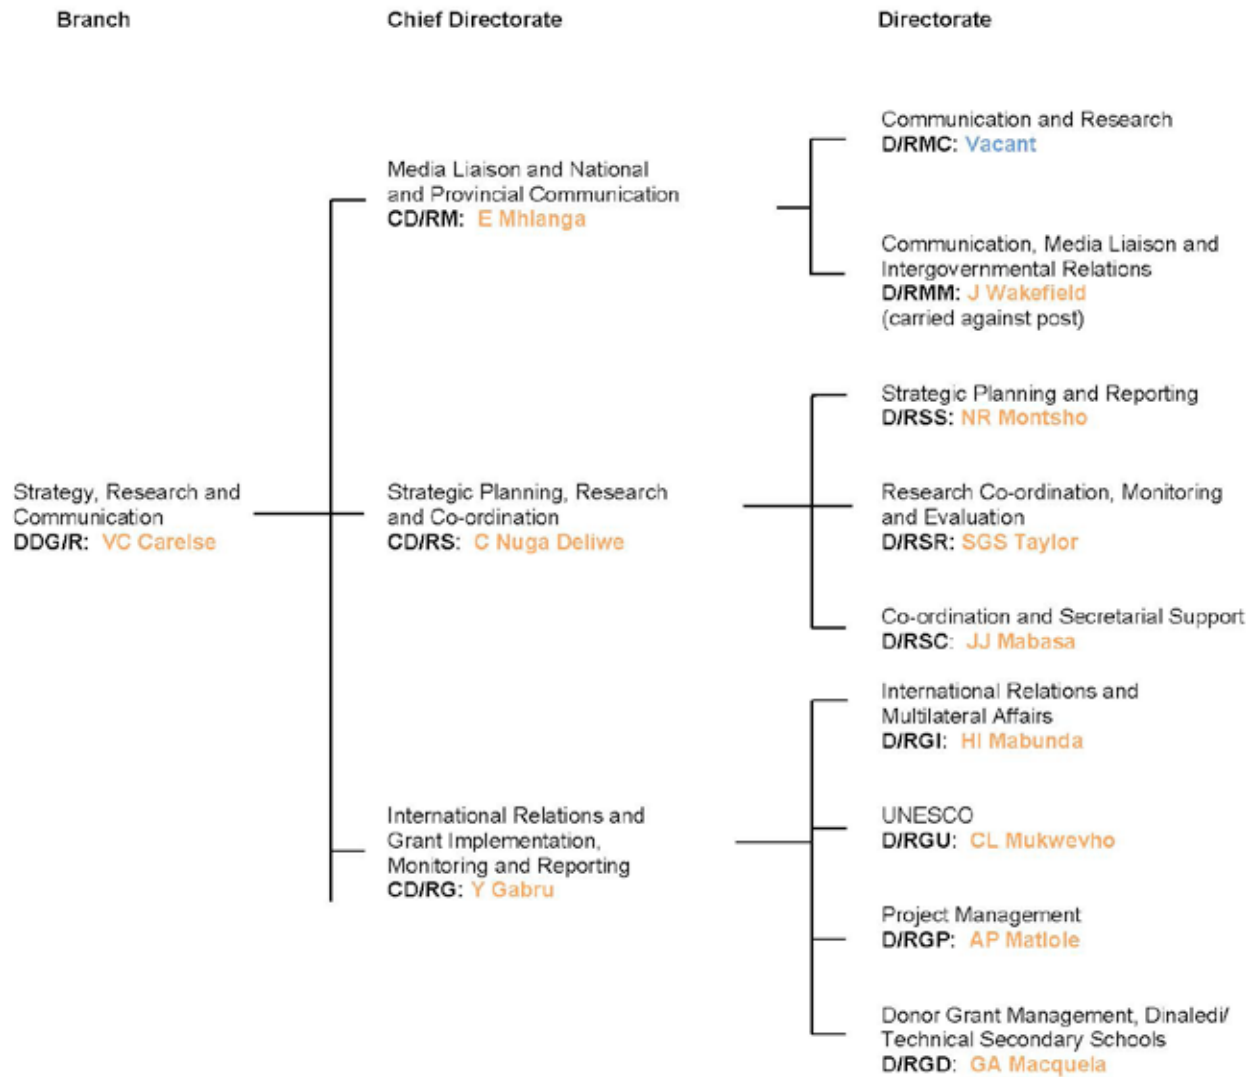 Branch
Chief Directorate
Directorate
Strategy, Research and
Communication
DDG/R: VC Carelse
Media Liaison and National
and Provincial Communication
CD/RM: E Mhlanga
Communication and Research
D/RMC: Vacant
Communication, Media Liaison and
Intergovernmental Relations
D/RMM: J Wakefield
(carried against post)
Strategic Planning, Research
and Co-ordination
CD/RS: C Nuga Deliwe
Strategic Planning and Reporting
D/RSS: NR Montsho
Research Co-ordination, Monitoring
and Evaluation
D/RSR: SGS Taylor
Co-ordination and Secretarial Support
D/RSC: JJ Mabasa
International Relations and
Grant Implementation,
Monitoring and Reporting
CD/RG: Y Gabru
International Relations and
Multilateral Affairs
D/RGI: HI Mabunda
UNESCO
D/RGU: CL Mukwevho
Project Management
D/RGP: AP Matlole
Donor Grant Management, Dinaledi/
Technical Secondary Schools
D/RGD: GA Macquela